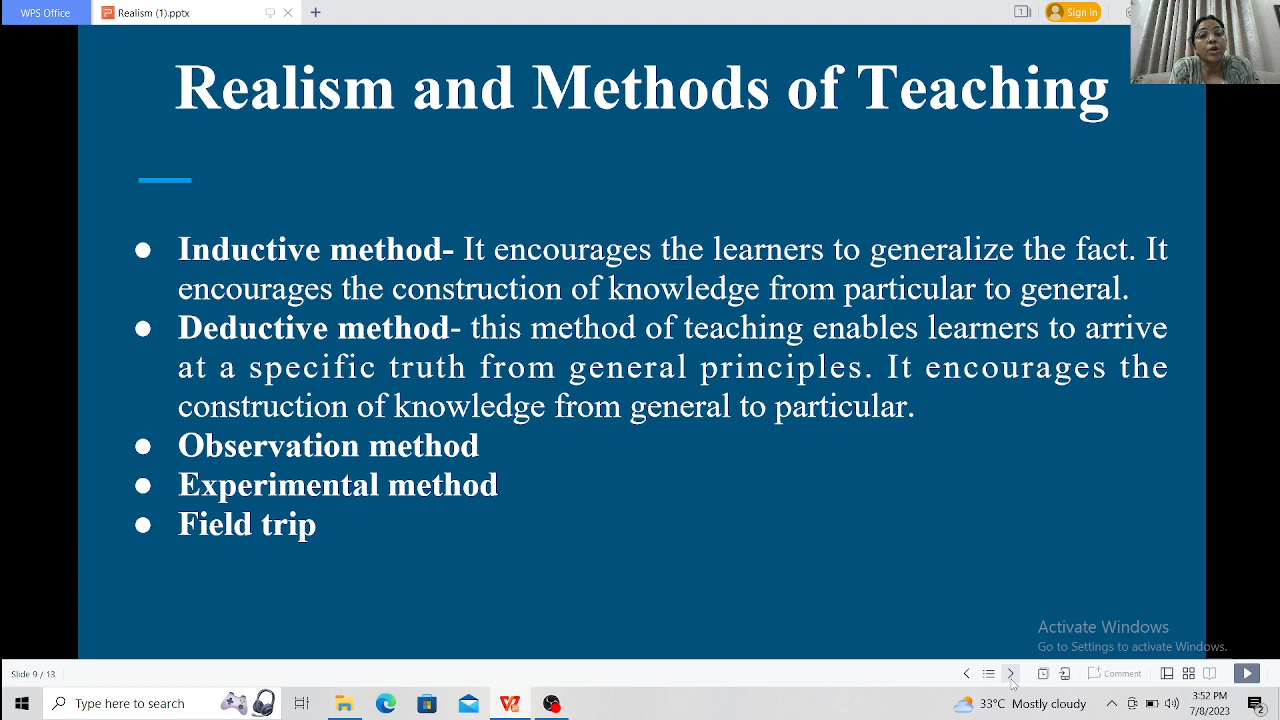 WPS Office
Realism (1).pptx
Sign in
Realism and Methods of Teaching
Inductive method- It encourages the learners to generalize the fact. It
encourages the construction of knowledge from particular to general.
Deductive method- this method of teaching enables learners to arrive
at a specific truth from general principles. It encourages the
construction of knowledge from general to particular.
Observation method
Experimental method
Field trip
Activate Windows
Go to Settings to activate Windows.
Slide 9 / 13
Comment
Type here to search
33°C Mostly cloudy
3:52 PM
7/8/2023